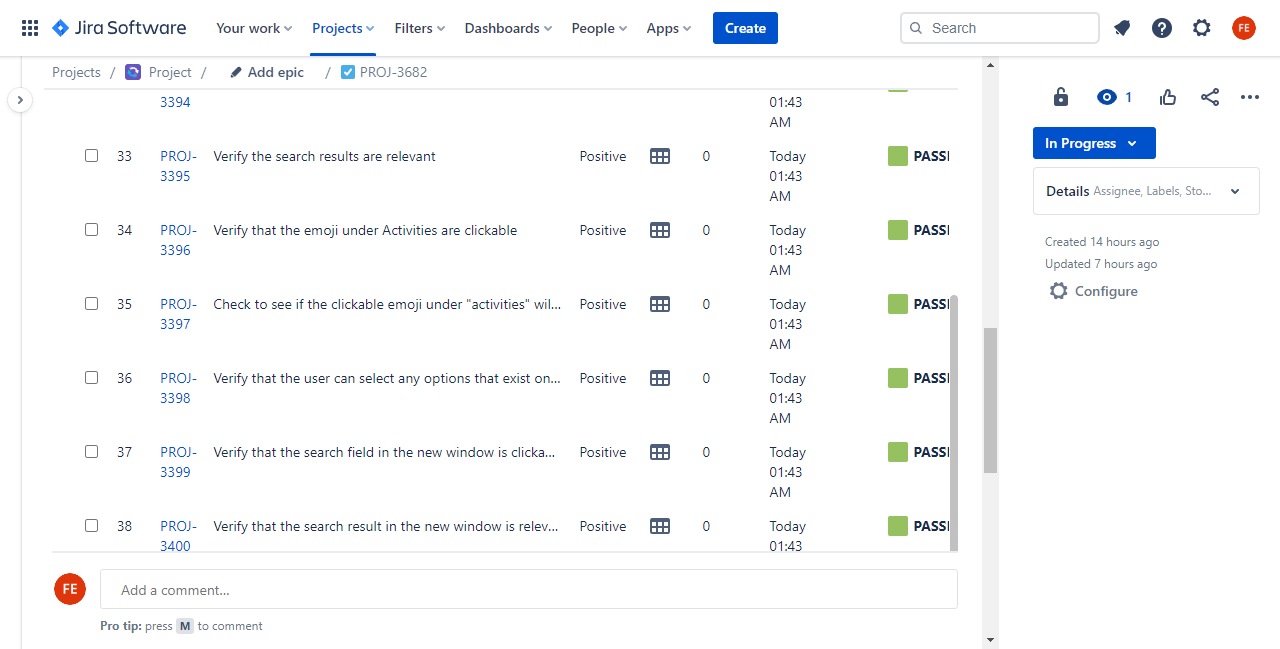 Jira Software Your work Projects Filters Dashboards People Apps Create Search FE
Projects / Project / Add epic / PROJ-3682
1
In Progress
Details Assignee, Labels, Sto...
Created 14 hours ago
Updated 7 hours ago
Configure
3394 01:43
AM
33 PROJ- Verify the search results are relevant Positive 0 Today PASS
3395 01:43
AM
34 PROJ- Verify that the emoji under Activities are clickable Positive 0 Today PASS
3396 01:43
AM
35 PROJ- Check to see if the clickable emoji under "activities" wil... Positive 0 Today PASS
3397 01:43
AM
36 PROJ- Verify that the user can select any options that exist on... Positive 0 Today PASS
3398 01:43
AM
37 PROJ- Verify that the search field in the new window is clicka... Positive 0 Today PASS
3399 01:43
AM
38 PROJ- Verify that the search result in the new window is relev... Positive 0 Today PASS
3400 01:43
FE Add a comment...
Pro tip: press M to comment